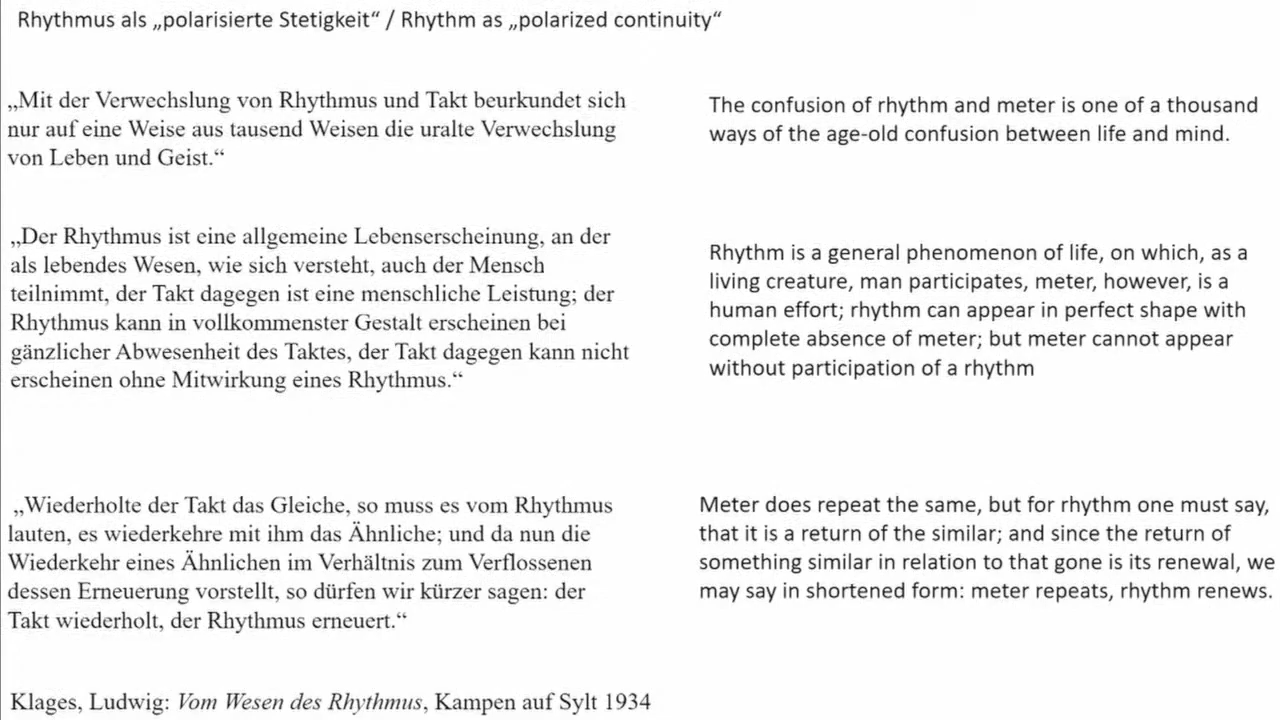 Rhythmus als „polarisierte Stetigkeit“ / Rhythm as „polarized continuity“
„Mit der Verwechslung von Rhythmus und Takt beurkundet sich
nur auf eine Weise aus tausend Weisen die uralte Verwechslung
von Leben und Geist.“
The confusion of rhythm and meter is one of a thousand
ways of the age-old confusion between life and mind.
„Der Rhythmus ist eine allgemeine Lebenserscheinung, an der
als lebendes Wesen, wie sich versteht, auch der Mensch
teilnimmt, der Takt dagegen ist eine menschliche Leistung; der
Rhythmus kann in vollkommenster Gestalt erscheinen bei
gänzlicher Abwesenheit des Taktes, der Takt dagegen kann nicht
erscheinen ohne Mitwirkung eines Rhythmus.“
Rhythm is a general phenomenon of life, on which, as a
living creature, man participates, meter, however, is a
human effort; rhythm can appear in perfect shape with
complete absence of meter; but meter cannot appear
without participation of a rhythm
„Wiederholte der Takt das Gleiche, so muss es vom Rhythmus
lauten, es wiederkehre mit ihm das Ähnliche; und da nun die
Wiederkehr eines Ähnlichen im Verhältnis zum Verflossenen
dessen Erneuerung vorstellt, so dürfen wir kürzer sagen: der
Takt wiederholt, der Rhythmus erneuert.“
Meter does repeat the same, but for rhythm one must say,
that it is a return of the similar; and since the return of
something similar in relation to that gone is its renewal, we
may say in shortened form: meter repeats, rhythm renews.
Klages, Ludwig: Vom Wesen des Rhythmus, Kampen auf Sylt 1934